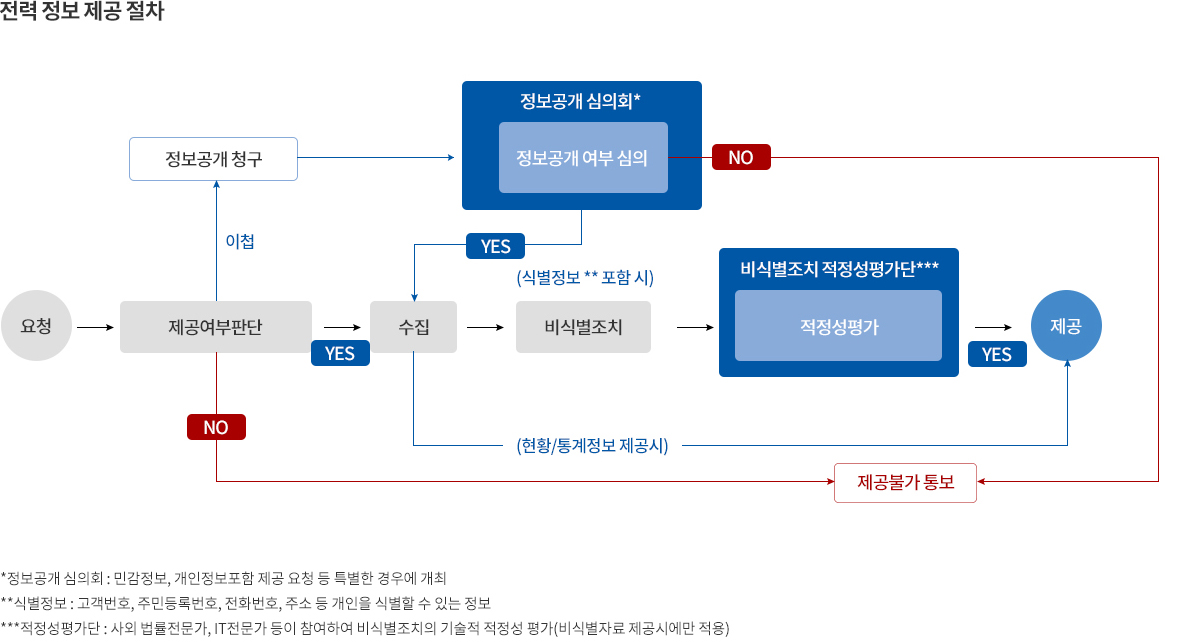 전력 정보 제공 절차
정보공개 심의회*
정보공개 청구
정보공개 여부 심의
NO
이첩
YES
(식별정보 ** 포함 시)
비식별조치 적정성평가단***
요청
제공여부판단
YES
수집
비식별조치
적정성평가
YES
제공
NO
(현황/통계정보 제공시)
제공불가 통보
*정보공개 심의회 : 민감정보, 개인정보포함 제공 요청 등 특별한 경우에 개최
**식별정보 : 고객번호, 주민등록번호, 전화번호, 주소 등 개인을 식별할 수 있는 정보
***적정성평가단 : 사외 법률전문가, IT전문가 등이 참여하여 비식별조치의 기술적 적정성 평가(비식별자료 제공시에만 적용)